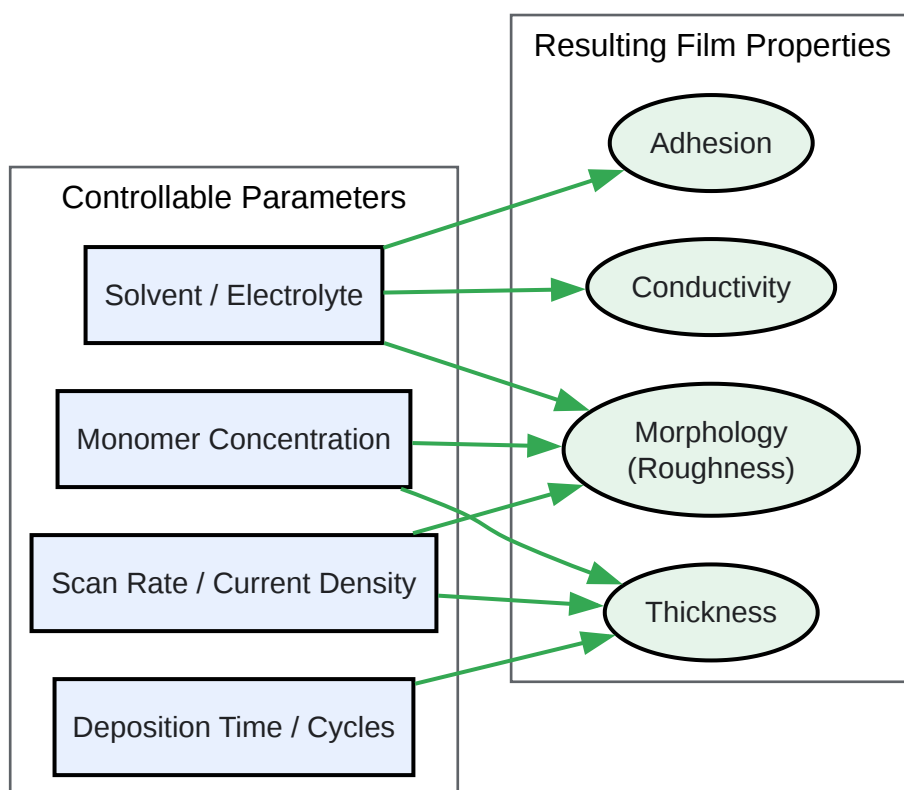 Controllable Parameters
Solvent / Electrolyte
Monomer Concentration
Scan Rate / Current Density
Deposition Time / Cycles
Resulting Film Properties
Adhesion
Conductivity
Morphology
(Roughness)
Thickness